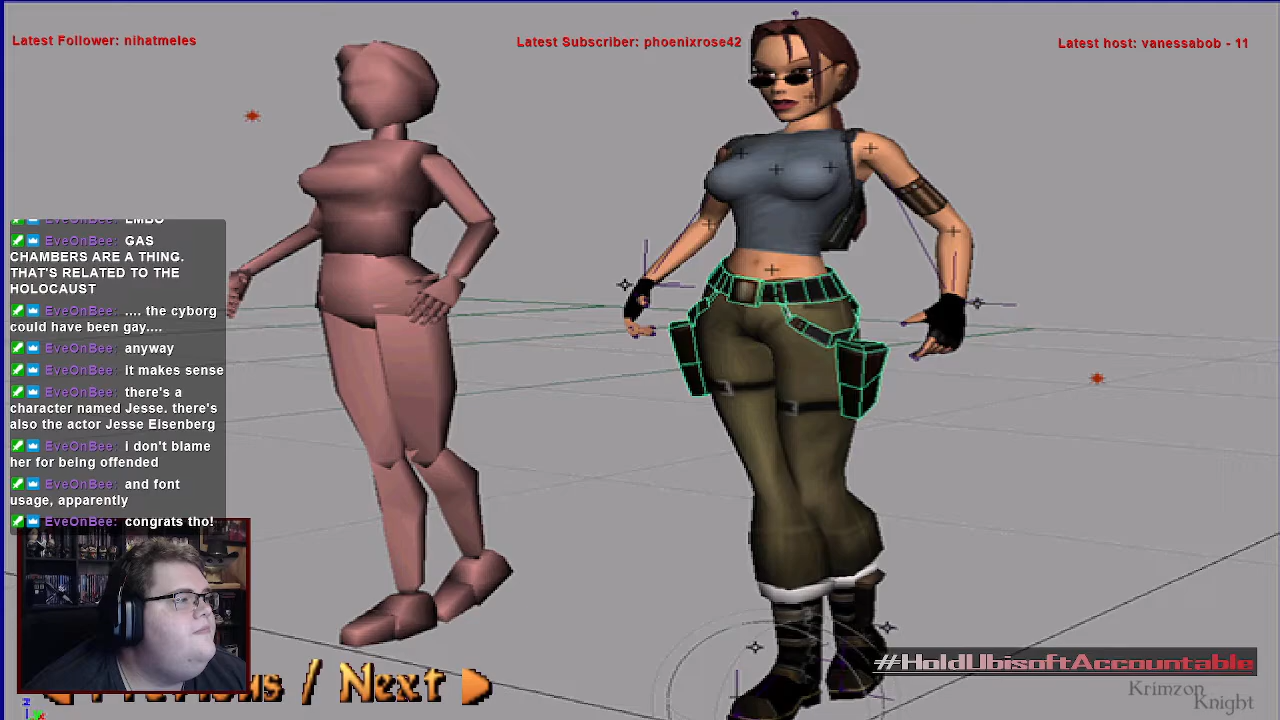 Latest Follower: nihatmeles
Latest Subscriber: phoenixrose42
Latest host: vanessabob - 11
EveOnBee: LMBO
EveOnBee: GAS
CHAMBERS ARE A THING.
THAT'S RELATED TO THE
HOLOCAUST
EveOnBee: .... the cyborg
could have been gay....
EveOnBee: anyway
EveOnBee: It makes sense
EveOnBee: there's a
character named Jesse. there's
also the actor Jesse EIsenberg
EveOnBee: I don't blame
her for being offended
EveOnBee: and font
usage, apparently
EveOnBee: congrats tho!
Previous / Next
#HoldUbisoftAccountable
Krimzon
Knight